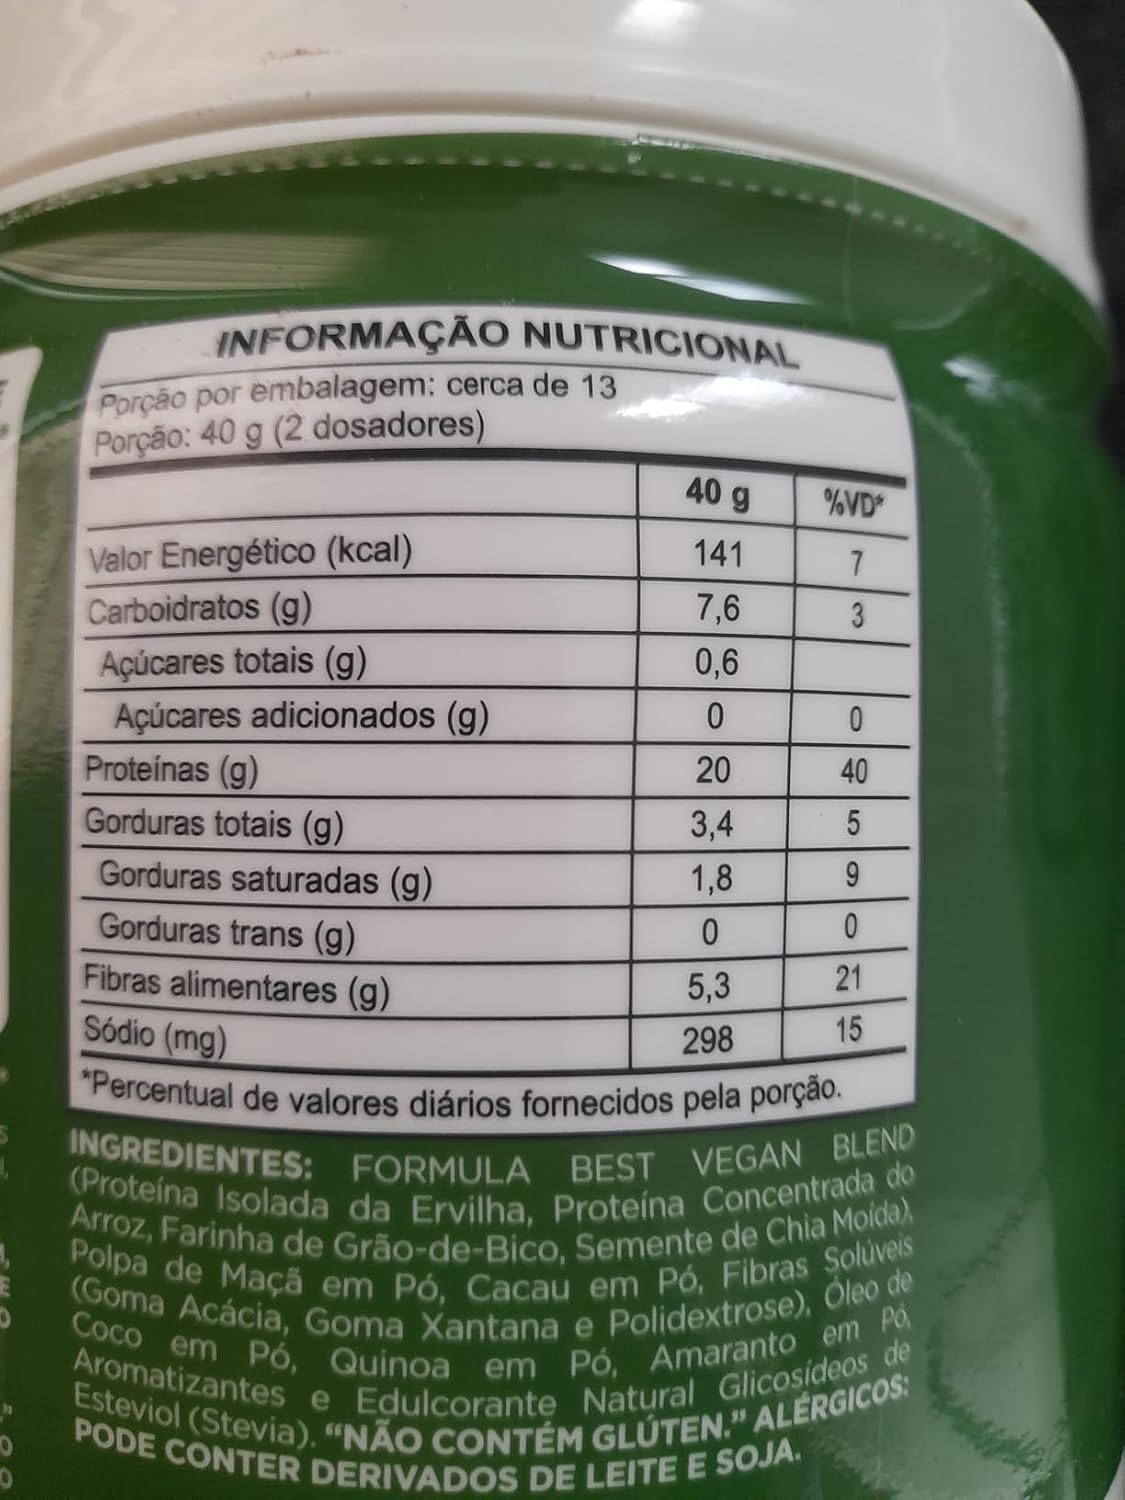 INFORMAÇÃO NUTRICIONAL
Porção por embalagem: cerca de 13
Porção: 40 g (2 dosadores)
40 g %VD*
Valor Energético (kcal) 141 7
Carboidratos (g) 7,6 3
Açúcares totais (g) 0,6
Açúcares adicionados (g) 0 0
Proteínas (g) 20 40
Gorduras totais (g) 3,4 5
Gorduras saturadas (g) 1,8 9
Gorduras trans (g) 0 0
Fibras alimentares (g) 5,3 21
Sódio (mg) 298 15
*Percentual de valores diários fornecidos pela porção.
INGREDIENTES: FORMULA BEST VEGAN BLEND
(Proteína Isolada da Ervilha, Proteína Concentrada do
Arroz, Farinha de Grão-de-Bico, Semente de Chia Moída),
Polpa de Maçã em Pó, Cacau em Pó, Fibras Solúveis
(Goma Acácia, Goma Xantana e Polidextrose), Óleo de
Coco em Pó, Quinoa em Pó, Amaranto em Pó,
Aromatizantes e Edulcorante Natural Glicosídeos de
Esteviol (Stevia). “NÃO CONTÉM GLÚTEN.” ALÉRGICOS:
PODE CONTER DERIVADOS DE LEITE E SOJA.